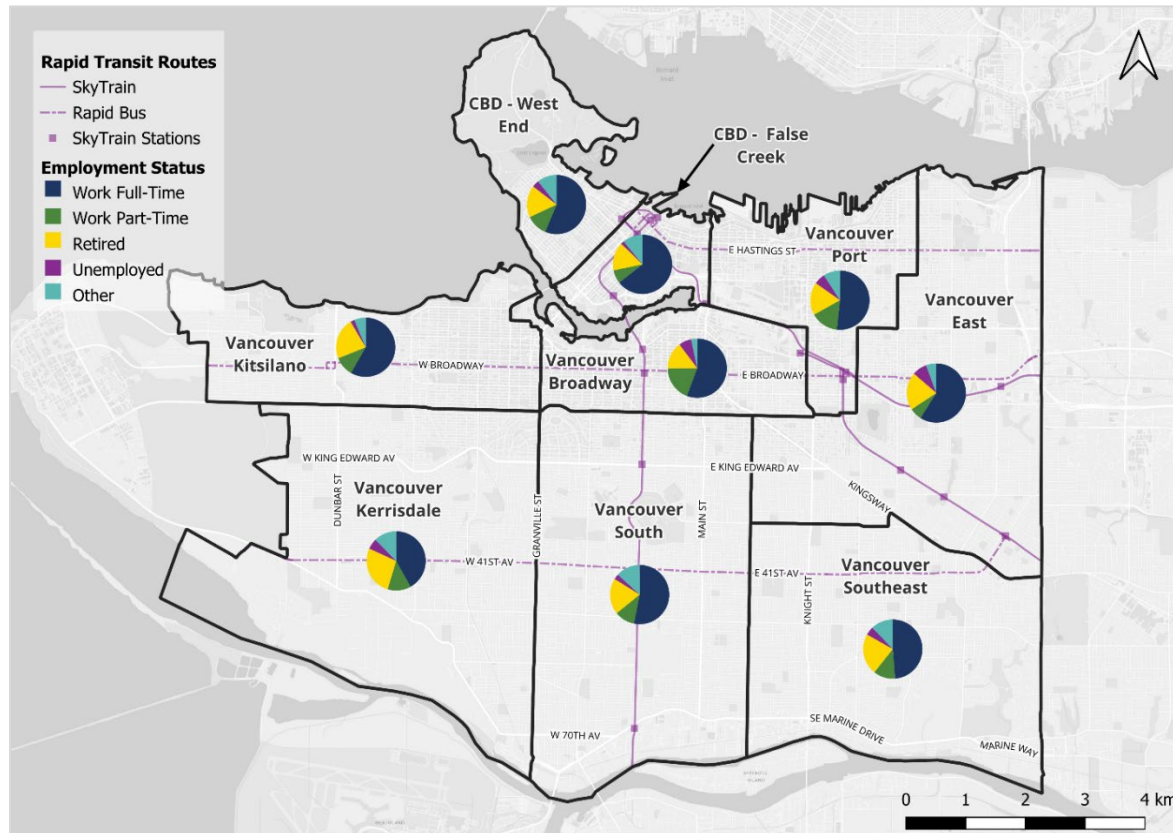 Rapid Transit Routes
SkyTrain
Rapid Bus
SkyTrain Stations
Employment Status
Work Full-Time
Work Part-Time
Retired
Unemployed
Other
CBD - West
End
CBD - False
Creek
E HASTINGS ST
Vancouver
Port
Vancouver
East
Vancouver
Kitsilano
W BROADWAY
Vancouver
Broadway
E BROADWAY
W KING EDWARD AV
E KING EDWARD AV
KINGSWAY
DUNBAR ST
Vancouver
Kerrisdale
GRANVILLE ST
Vancouver
South
MAIN ST
W 41ST AV
E 41ST AV
KNIGHT ST
Vancouver
Southeast
W 70TH AV
SE MARINE DRIVE
MARINE WAY
0 1 2 3 4 km